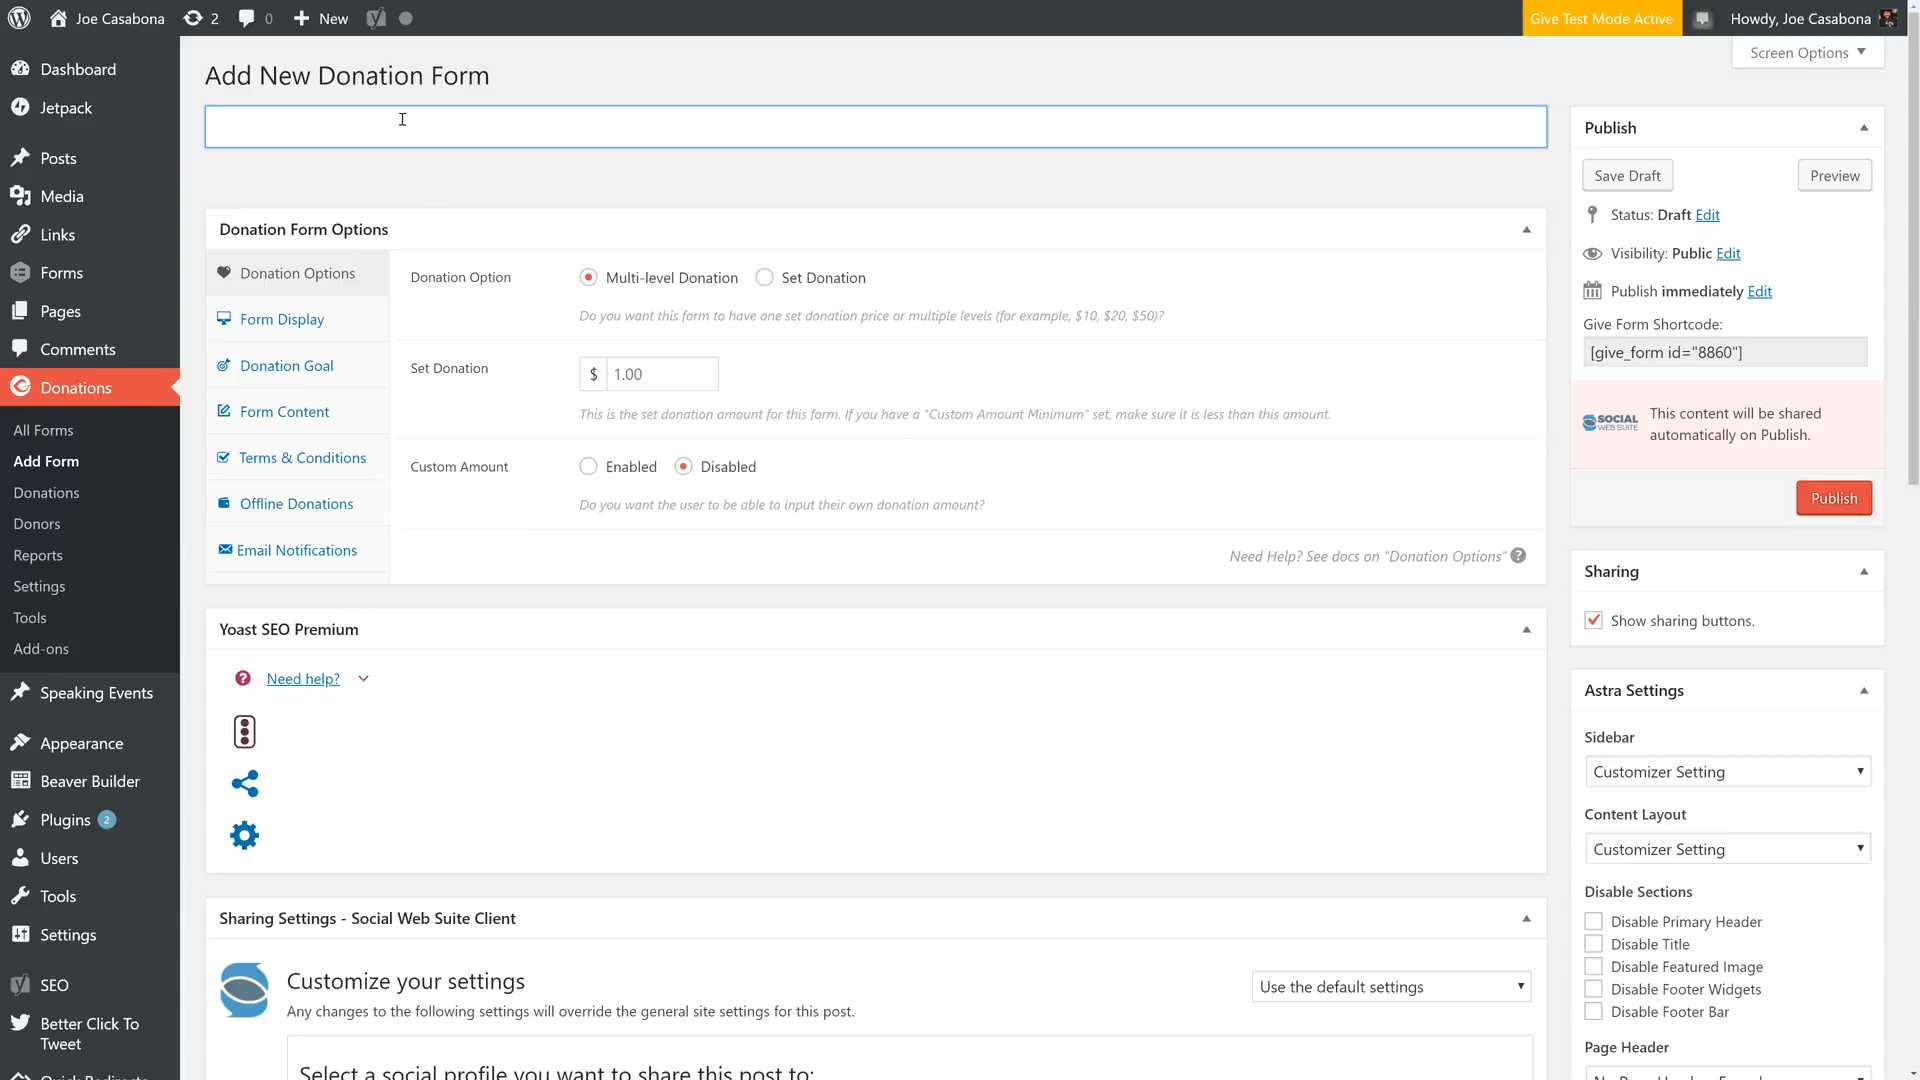 Joe Casabona
2
0
New
Give Test Mode Active
Howdy, Joe Casabona
Screen Options
Dashboard
Jetpack
Posts
Media
Links
Forms
Pages
Comments
Donations
All Forms
Add Form
Donations
Donors
Reports
Settings
Tools
Add-ons
Speaking Events
Appearance
Beaver Builder
Plugins 2
Users
Tools
Settings
SEO
Better Click To
Tweet
Add New Donation Form
Donation Form Options
Donation Options
Form Display
Donation Goal
Form Content
Terms & Conditions
Offline Donations
Email Notifications
Donation Option
Multi-level Donation
Set Donation
Do you want this form to have one set donation price or multiple levels (for example, $10, $20, $50)?
Set Donation
$ 1.00
This is the set donation amount for this form. If you have a "Custom Amount Minimum" set, make sure it is less than this amount.
Custom Amount
Enabled
Disabled
Do you want the user to be able to input their own donation amount?
Need Help? See docs on "Donation Options"
Yoast SEO Premium
Need help?
Sharing Settings - Social Web Suite Client
Customize your settings
Any changes to the following settings will override the general site settings for this post.
Use the default settings
Select a social profile you want to share this post to:
Publish
Save Draft
Preview
Status: Draft Edit
Visibility: Public Edit
Publish immediately Edit
Give Form Shortcode:
[give_form id="8860"]
SOCIAL
WEB SUITE
This content will be shared
automatically on Publish.
Publish
Sharing
Show sharing buttons.
Astra Settings
Sidebar
Customizer Setting
Content Layout
Customizer Setting
Disable Sections
Disable Primary Header
Disable Title
Disable Featured Image
Disable Footer Widgets
Disable Footer Bar
Page Header